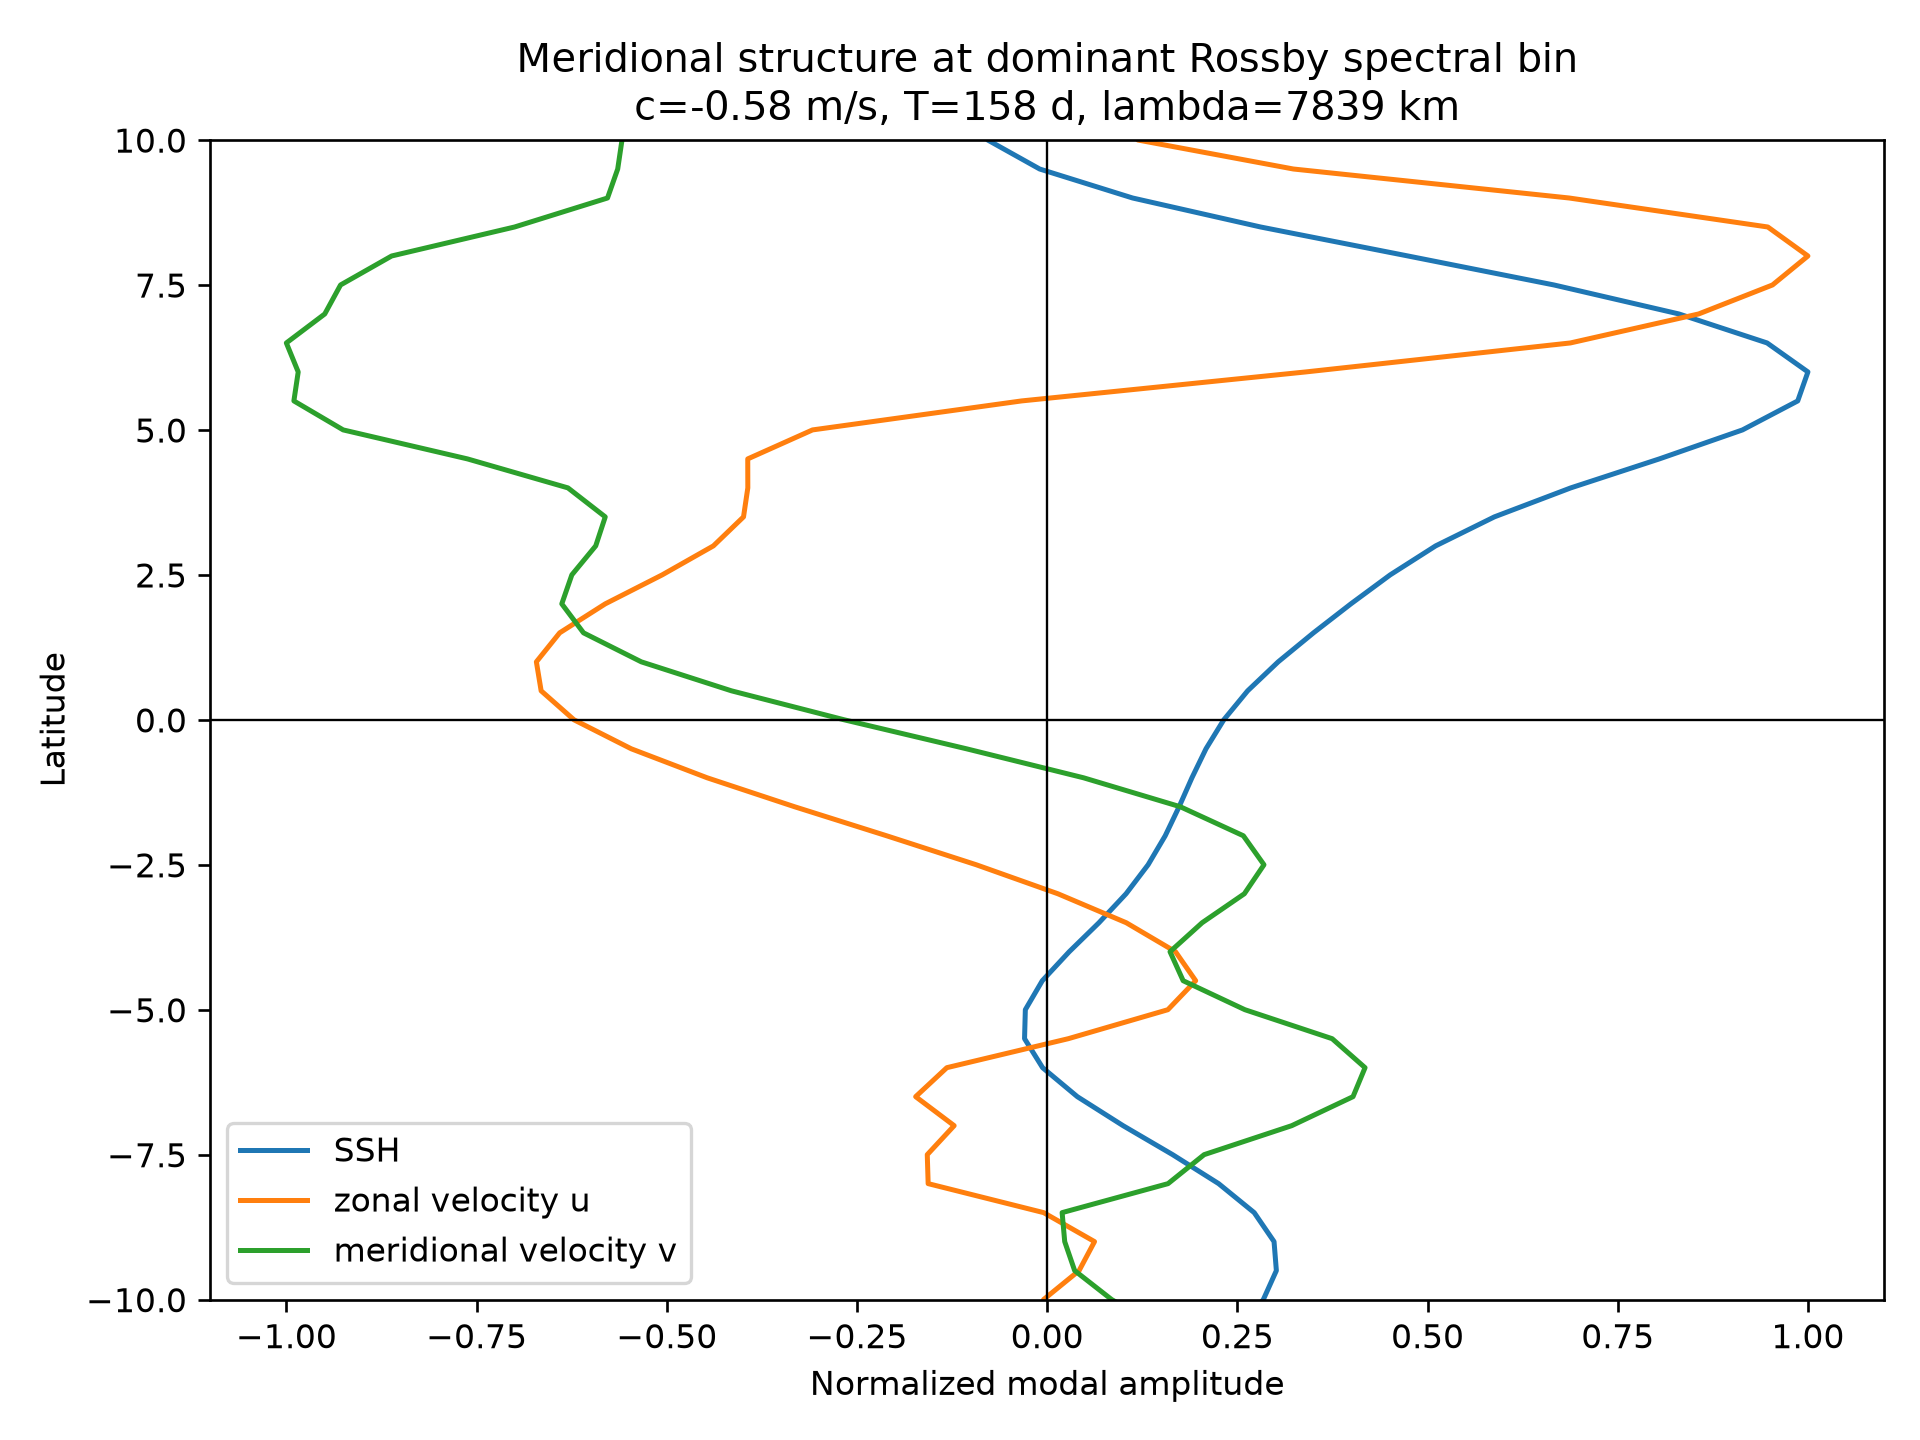 Meridional structure at dominant Rossby spectral bin
c=-0.58 m/s, T=158 d, lambda=7839 km
10.0
7.5
5.0
2.5
0.0
−2.5
−5.0
−7.5
−10.0
Latitude
SSH
zonal velocity u
meridional velocity v
−1.00 −0.75 −0.50 −0.25 0.00 0.25 0.50 0.75 1.00
Normalized modal amplitude